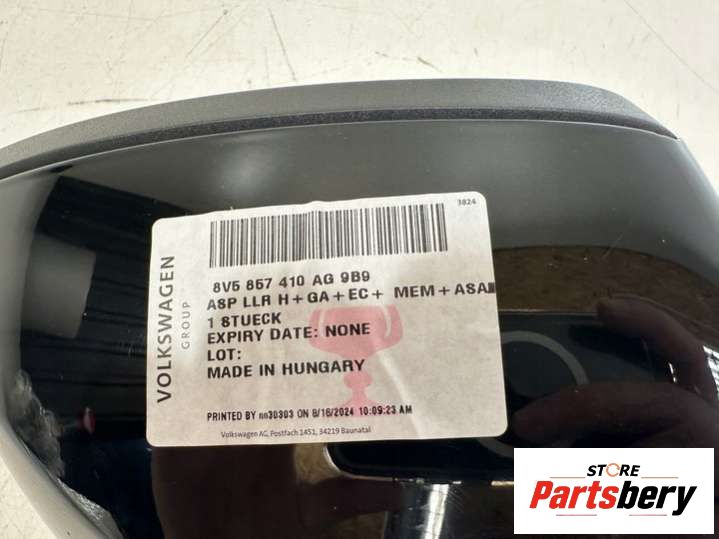 3824
VOLKSWAGEN
GROUP
8V5 857 410 AG 9B9
ASP LLR H+GA+EC+ MEM+ASAM
1 STUECK
EXPIRY DATE: NONE
LOT:
MADE IN HUNGARY
PRINTED BY nn30303 ON 8/16/2024 10:09:23 AM
Volkswagen AG, Postfach 1451, 34219 Baunatal
STORE
Partsbery